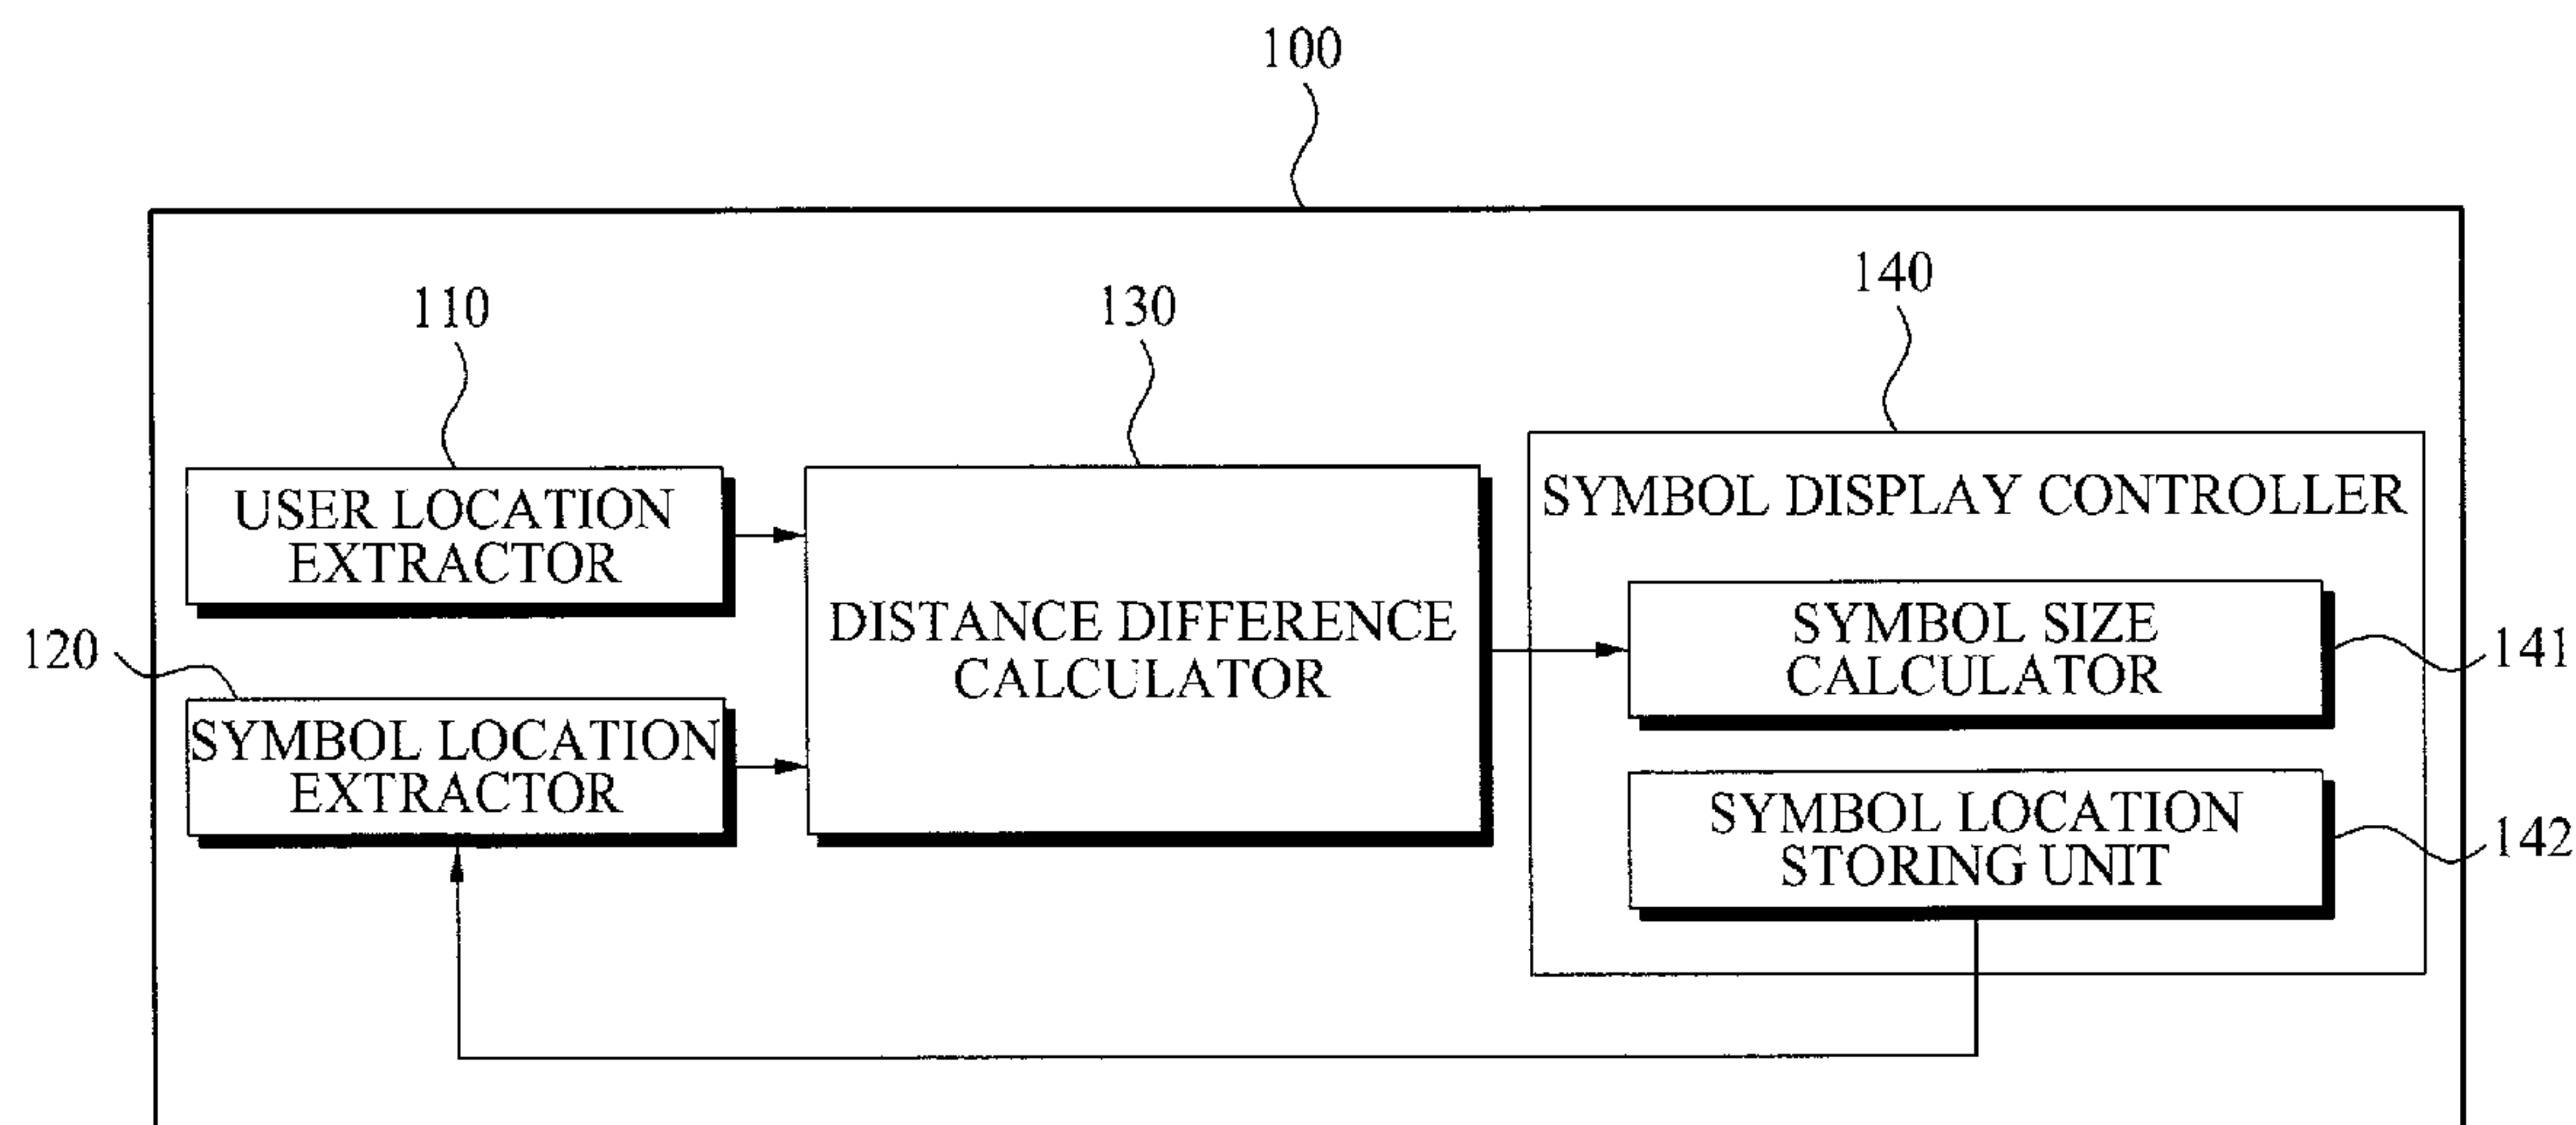 100
110
130
140
USER LOCATION
EXTRACTOR
120
SYMBOL LOCATION
EXTRACTOR
DISTANCE DIFFERENCE
CALCULATOR
SYMBOL DISPLAY CONTROLLER
SYMBOL SIZE
CALCULATOR
141
SYMBOL LOCATION
STORING UNIT
142